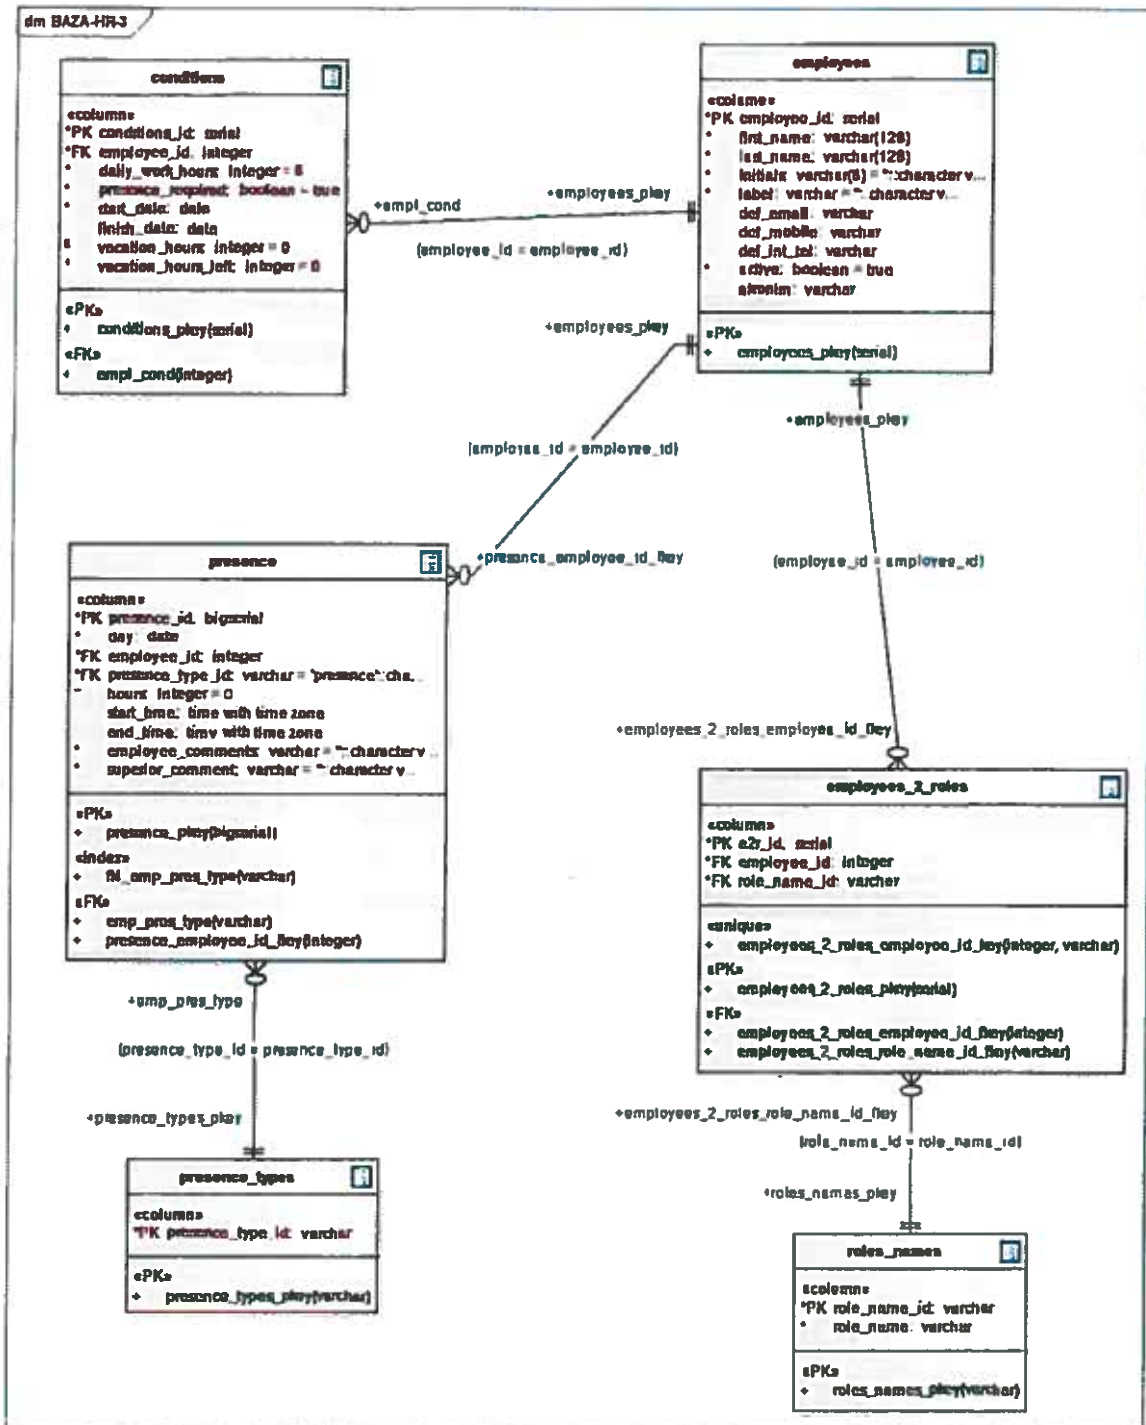 dm BAZA-HR-3
conditions
«column»
*PK conditions_id: serial
*FK employee_id: integer
* daily_work_hours: integer = 8
* presence_required: boolean = true
* start_date: date
finish_date: date
* vacation_hours: integer = 0
* vacation_hours_left: integer = 0
«PK»
+ conditions_pkey(serial)
«FK»
+ empl_cond(integer)
employees
«column»
*PK employee_id: serial
* first_name: varchar(128)
* last_name: varchar(128)
* initials: varchar(8) = ''::character v...
* label: varchar = ''::character v...
def_email: varchar
def_mobile: varchar
def_int_tel: varchar
* active: boolean = true
akronim: varchar
«PK»
+ employees_pkey(serial)
+empl_cond
+employees_pkey
(employee_id = employee_id)
+employees_pkey
(employee_id = employee_id)
+presence_employee_id_fkey
+employees_pkey
(employee_id = employee_id)
+employees_2_roles_employee_id_fkey
presence
«column»
*PK presence_id: bigserial
* day: date
*FK employee_id: integer
*FK presence_type_id: varchar = 'presence'::cha...
* hours: integer = 0
start_time: time with time zone
end_time: time with time zone
* employee_comments: varchar = ''::character v...
* superior_comment: varchar = ''::character v...
«PK»
+ presence_pkey(bigserial)
«index»
+ fki_emp_pres_type(varchar)
«FK»
+ emp_pres_type(varchar)
+ presence_employee_id_fkey(integer)
employees_2_roles
«column»
*PK e2r_id: serial
*FK employee_id: integer
*FK role_name_id: varchar
«unique»
+ employees_2_roles_employee_id_key(integer, varchar)
«PK»
+ employees_2_roles_pkey(serial)
«FK»
+ employees_2_roles_employee_id_fkey(integer)
+ employees_2_roles_role_name_id_fkey(varchar)
+emp_pres_type
(presence_type_id = presence_type_id)
+presence_types_pkey
+employees_2_roles_role_name_id_fkey
(role_name_id = role_name_id)
+roles_names_pkey
presence_types
«column»
*PK presence_type_id: varchar
«PK»
+ presence_types_pkey(varchar)
roles_names
«column»
*PK role_name_id: varchar
* role_name: varchar
«PK»
+ roles_names_pkey(varchar)